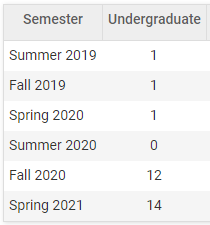 Semester Undergraduate
Summer 2019 1
Fall 2019 1
Spring 2020 1
Summer 2020 0
Fall 2020 12
Spring 2021 14